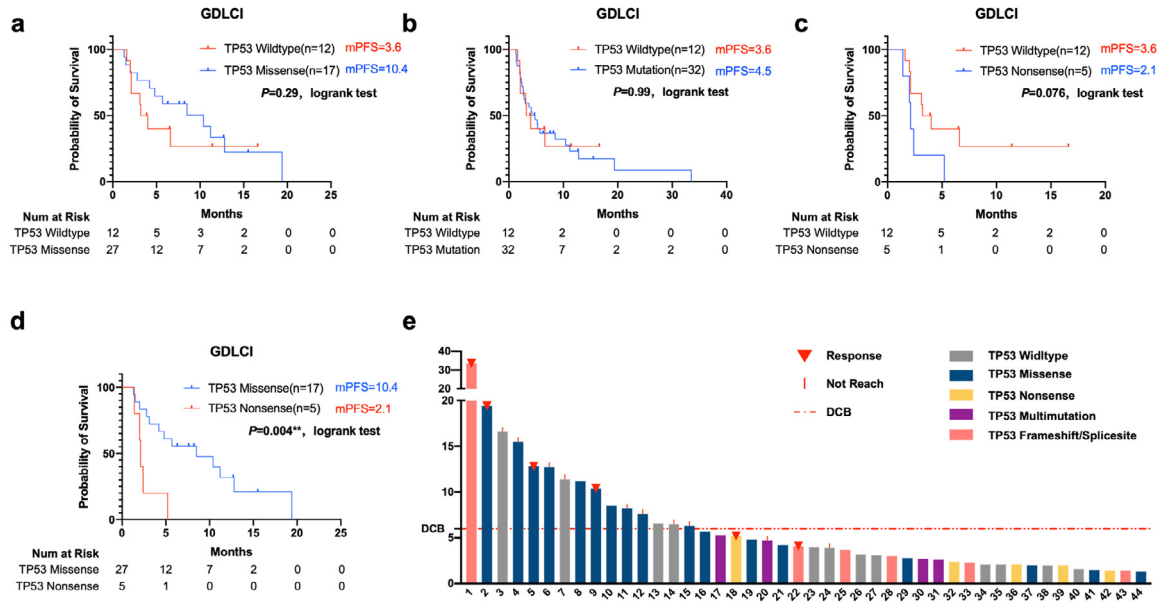 a
GDLCI
TP53 Wildtype(n=12) mPFS=3.6
TP53 Missense(n=17) mPFS=10.4
P=0.29, logrank test
Probability of Survival
100
50
0
0 5 10 15 20 25
Months
Num at Risk
TP53 Wildtype 12 5 3 2 0 0
TP53 Missense 27 12 7 2 0 0
b
GDLCI
TP53 Wildtype(n=12) mPFS=3.6
TP53 Mutation(n=32) mPFS=4.5
P=0.99, logrank test
Probability of Survival
100
50
0
0 10 20 30 40
Months
Num at Risk
TP53 Wildtype 12 2 0 0 0
TP53 Mutation 32 7 2 2 0
c
GDLCI
TP53 Wildtype(n=12) mPFS=3.6
TP53 Nonsense(n=5) mPFS=2.1
P=0.076, logrank test
Probability of Survival
100
50
0
0 5 10 15 20
Months
Num at Risk
TP53 Wildtype 12 5 2 2 0
TP53 Nonsense 5 1 0 0 0
d
GDLCI
TP53 Missense(n=17) mPFS=10.4
TP53 Nonsense(n=5) mPFS=2.1
P=0.004**, logrank test
Probability of Survival
100
50
0
0 5 10 15 20 25
Months
Num at Risk
TP53 Missense 27 12 7 2 0 0
TP53 Nonsense 5 1 0 0 0 0
e
Response
Not Reach
DCB
TP53 Widltype
TP53 Missense
TP53 Nonsense
TP53 Multimutation
TP53 Frameshift/Splicesite
40
30
20
20
15
10
DCB
5
0
1 2 3 4 5 6 7 8 9 10 11 12 13 14 15 16 17 18 19 20 21 22 23 24 25 26 27 28 29 30 31 32 33 34 35 36 37 38 39 40 41 42 43 44